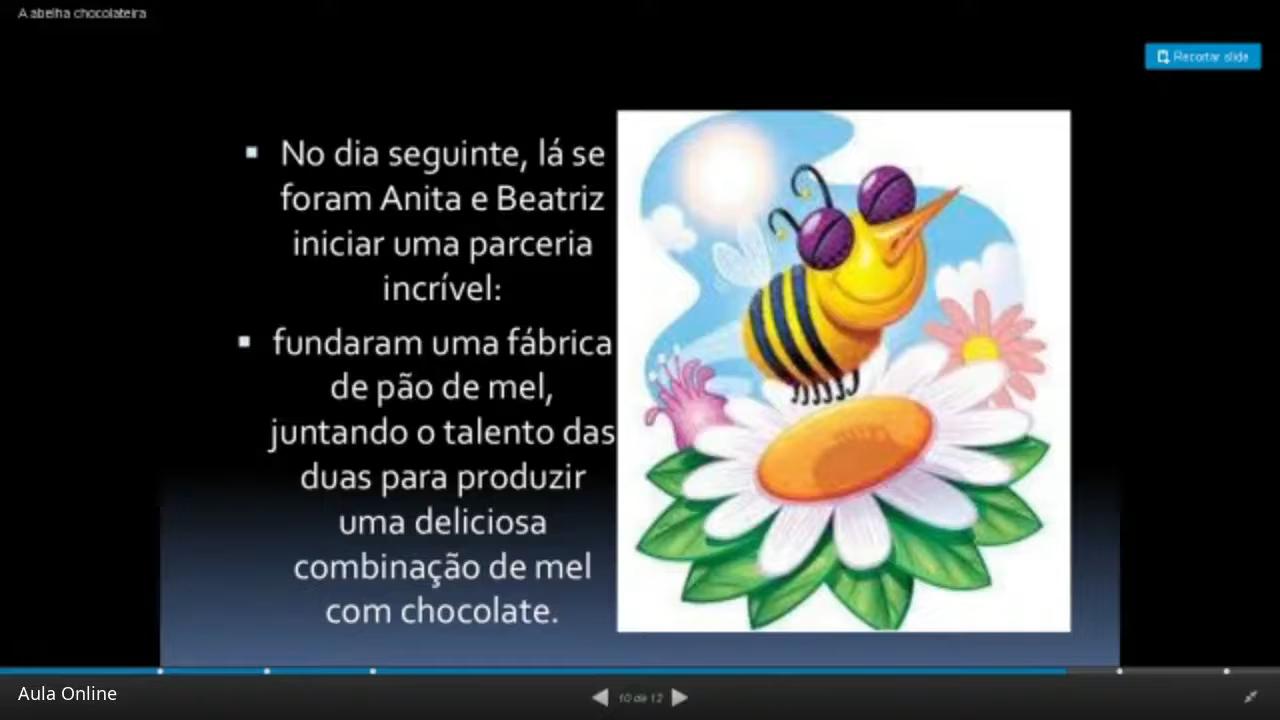 A abelha chocolateira
Recortar slide
No dia seguinte, lá se
foram Anita e Beatriz
iniciar uma parceria
incrível:
fundaram uma fábrica
de pão de mel,
juntando o talento das
duas para produzir
uma deliciosa
combinação de mel
com chocolate.
Aula Online
10 de 12